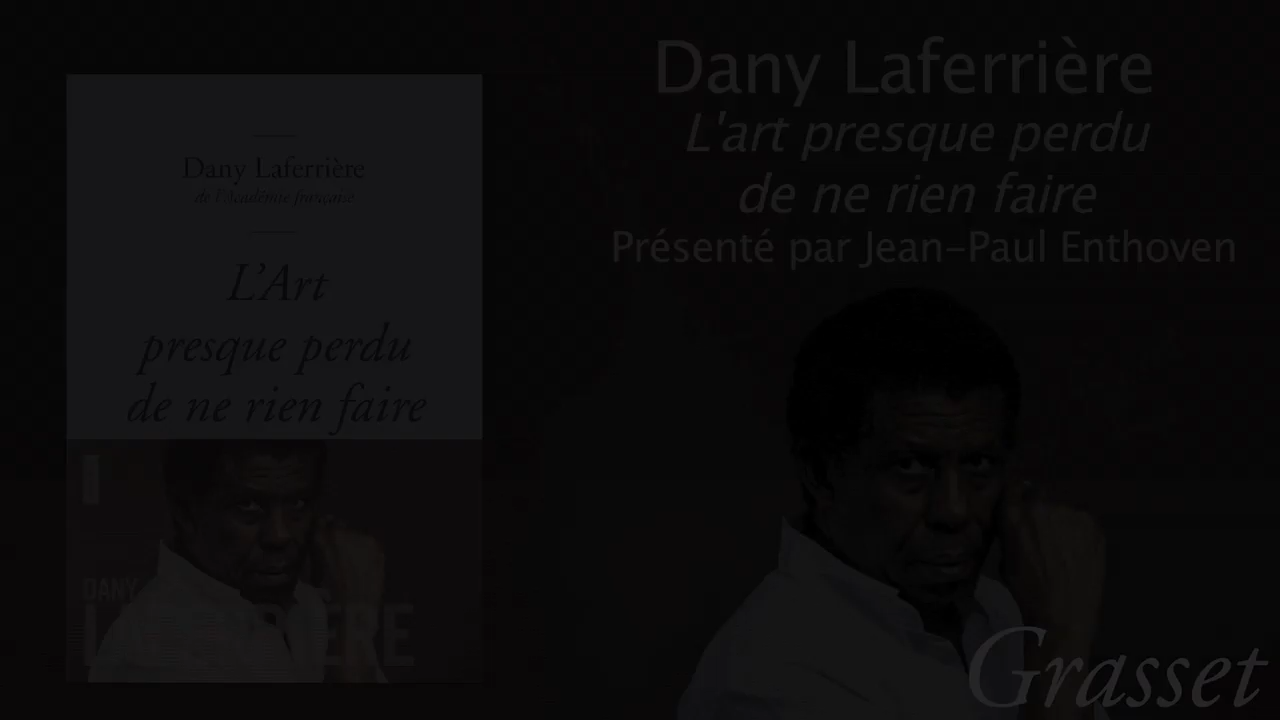 Dany Laferrière
de l'Académie française
L'Art
presque perdu
de ne rien faire
DANY
LAFERRIÈRE
Dany Laferrière
L'art presque perdu
de ne rien faire
Présenté par Jean-Paul Enthoven
Grasset